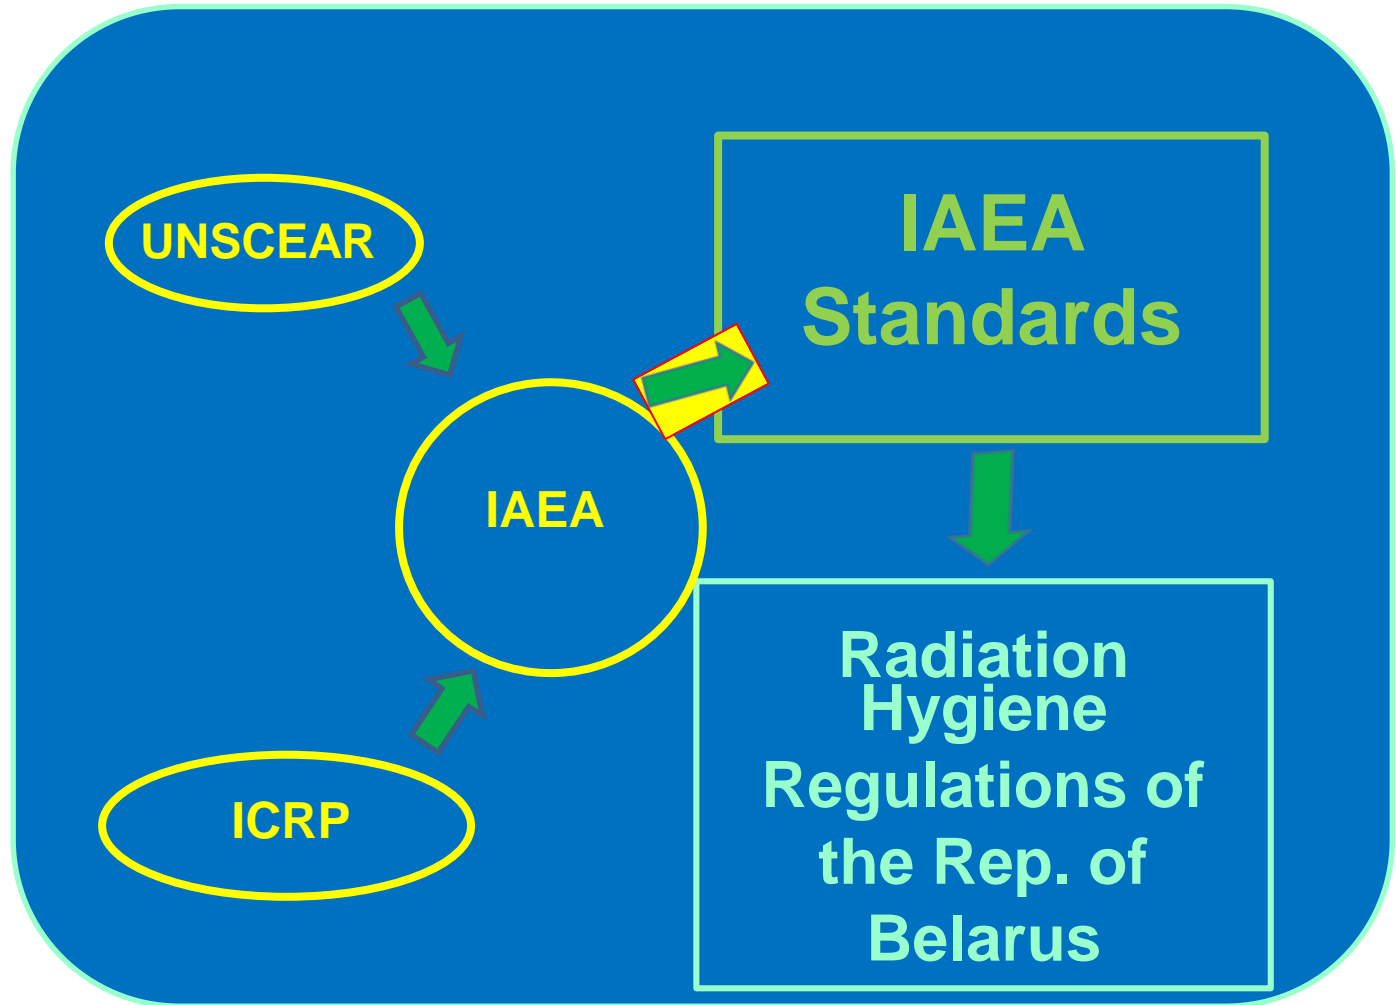 UNSCEAR
IAEA
Standards
IAEA
ICRP
Radiation
Hygiene
Regulations of
the Rep. of
Belarus